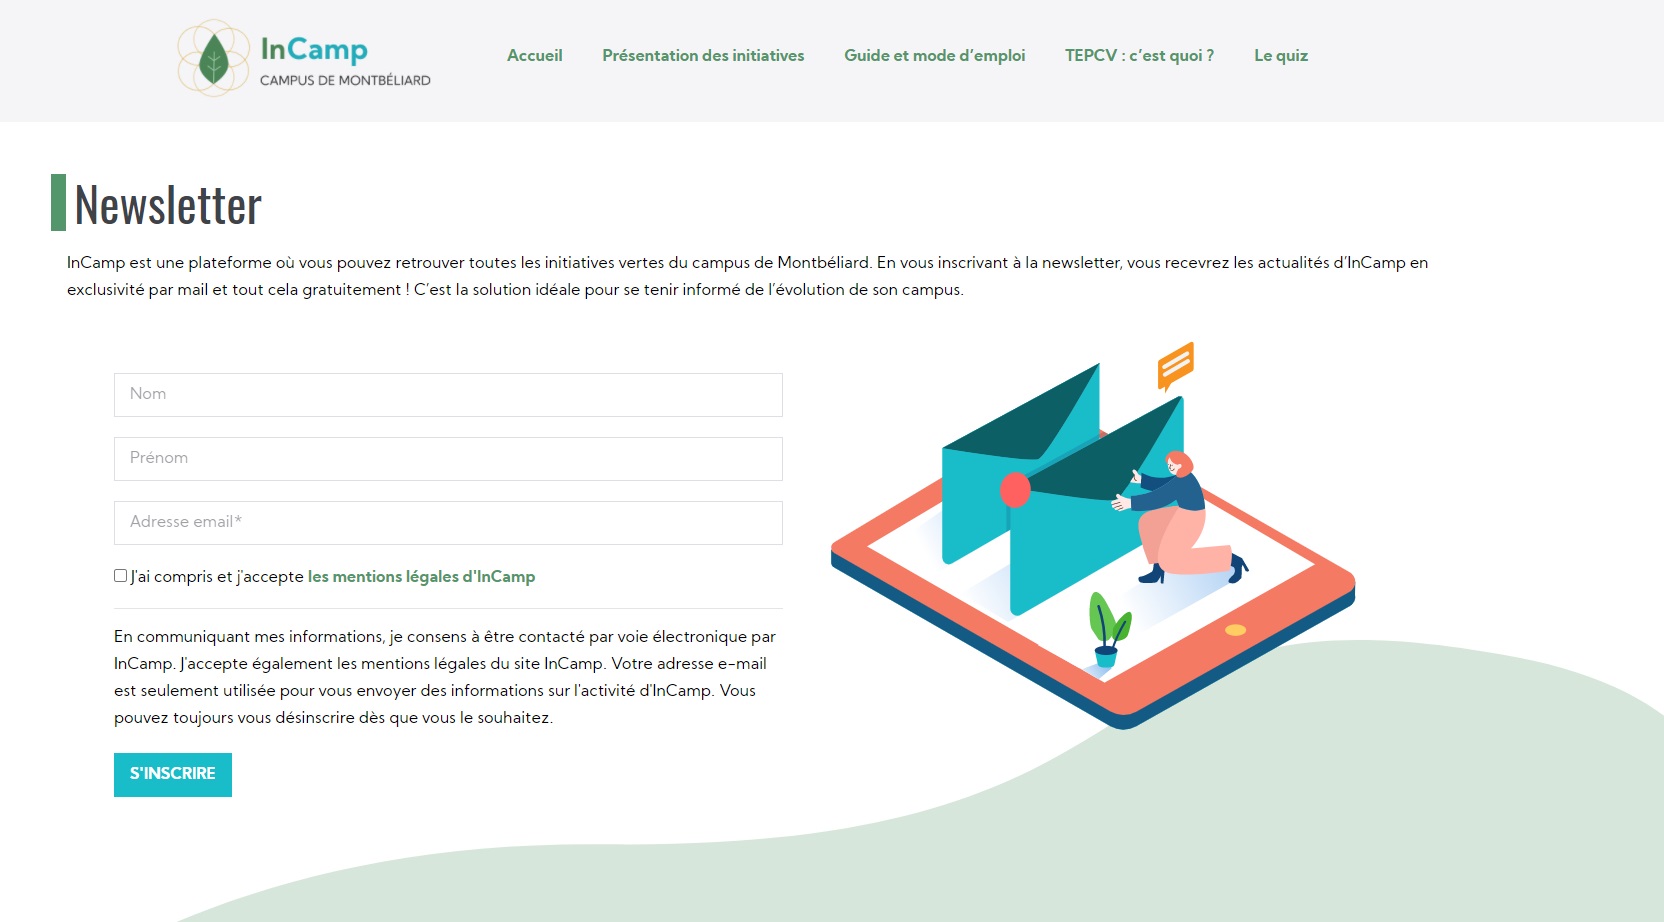 InCamp
CAMPUS DE MONTBÉLIARD
Accueil
Présentation des initiatives
Guide et mode d’emploi
TEPCV : c’est quoi ?
Le quiz
Newsletter
InCamp est une plateforme où vous pouvez retrouver toutes les initiatives vertes du campus de Montbéliard. En vous inscrivant à la newsletter, vous recevrez les actualités d’InCamp en
exclusivité par mail et tout cela gratuitement ! C’est la solution idéale pour se tenir informé de l’évolution de son campus.
Nom
Prénom
Adresse email*
J'ai compris et j'accepte les mentions légales d'InCamp
En communiquant mes informations, je consens à être contacté par voie électronique par
InCamp. J'accepte également les mentions légales du site InCamp. Votre adresse e-mail
est seulement utilisée pour vous envoyer des informations sur l'activité d'InCamp. Vous
pouvez toujours vous désinscrire dès que vous le souhaitez.
S'INSCRIRE